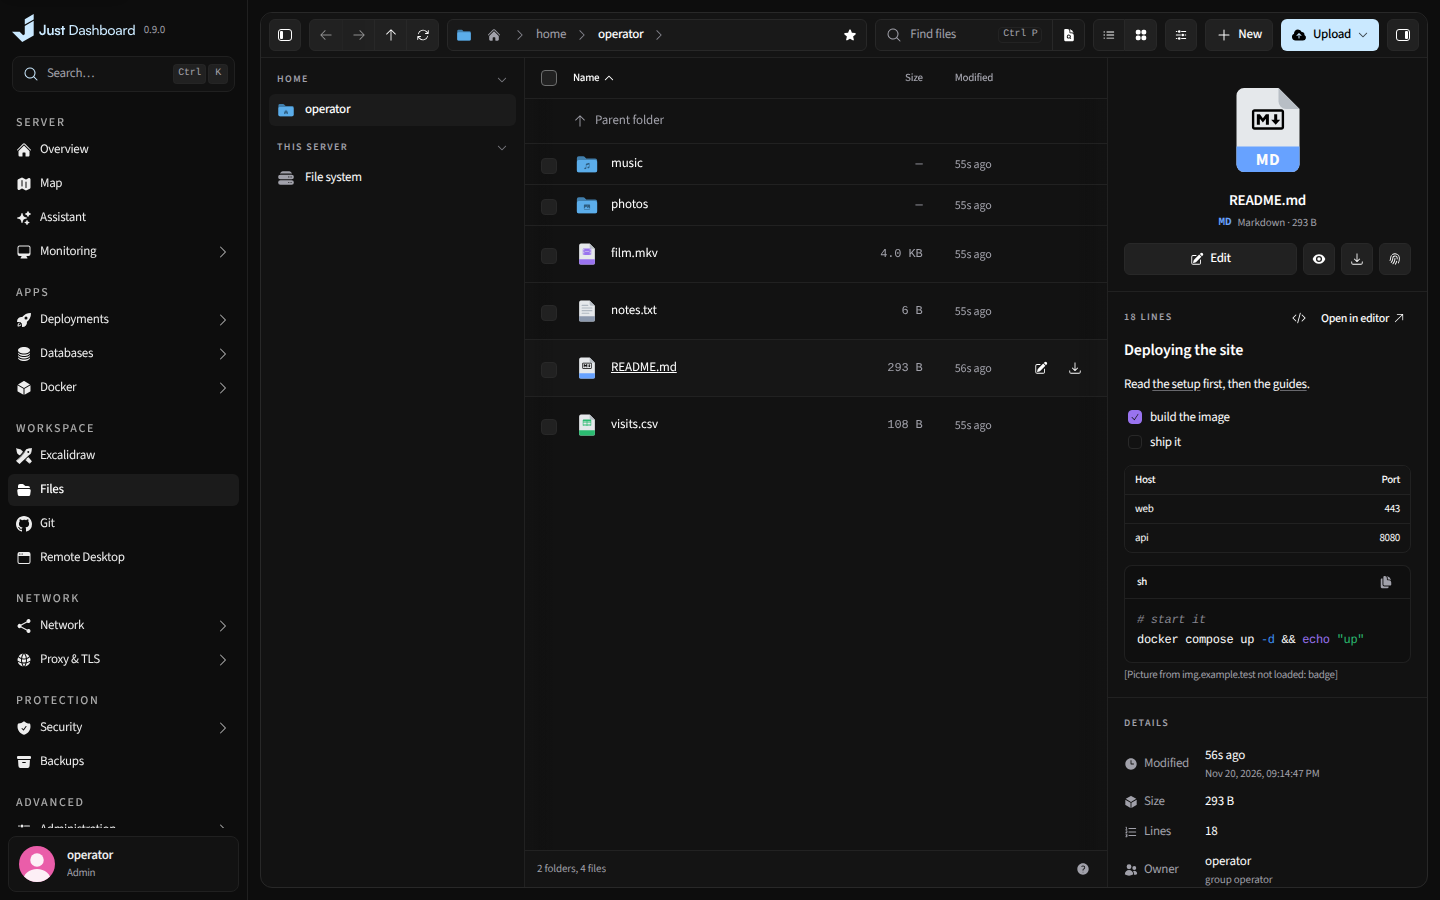 Just Dashboard 0.9.0
Search… Ctrl K
SERVER
Overview
Map
Assistant
Monitoring
APPS
Deployments
Databases
Docker
WORKSPACE
Excalidraw
Files
Git
Remote Desktop
NETWORK
Network
Proxy & TLS
PROTECTION
Security
Backups
ADVANCED
Administration
operator
Admin
home operator
Find files Ctrl P
New
Upload
HOME
operator
THIS SERVER
File system
Name Size Modified
Parent folder
music – 55s ago
photos – 55s ago
film.mkv 4.0 KB 55s ago
notes.txt 6 B 55s ago
README.md 293 B 56s ago
visits.csv 108 B 55s ago
2 folders, 4 files
M
MD
README.md
MD Markdown · 293 B
Edit
18 LINES
Open in editor
Deploying the site
Read the setup first, then the guides.
build the image
ship it
Host Port
web 443
api 8080
sh
# start it
docker compose up -d && echo "up"
[Picture from img.example.test not loaded: badge]
DETAILS
Modified 56s ago
Nov 20, 2026, 09:14:47 PM
Size 293 B
Lines 18
Owner operator
group operator